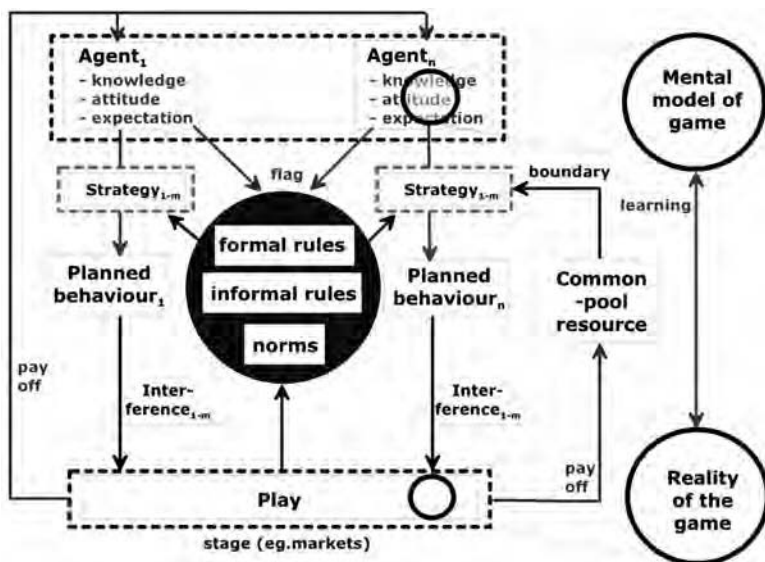 Agent₁
- knowledge
- attitude
- expectation
Agentₙ
- knowledge
- attitude
- expectation
Mental
model of
game
flag
boundary
Strategy₁₋ₘ
Strategy₁₋ₘ
learning
formal rules
informal rules
norms
Planned
behaviour₁
Planned
behaviourₙ
Common
-pool
resource
pay
off
Inter-
ference₁₋ₘ
Inter-
ference₁₋ₘ
pay
off
Play
Reality
of the
game
stage (eg.markets)